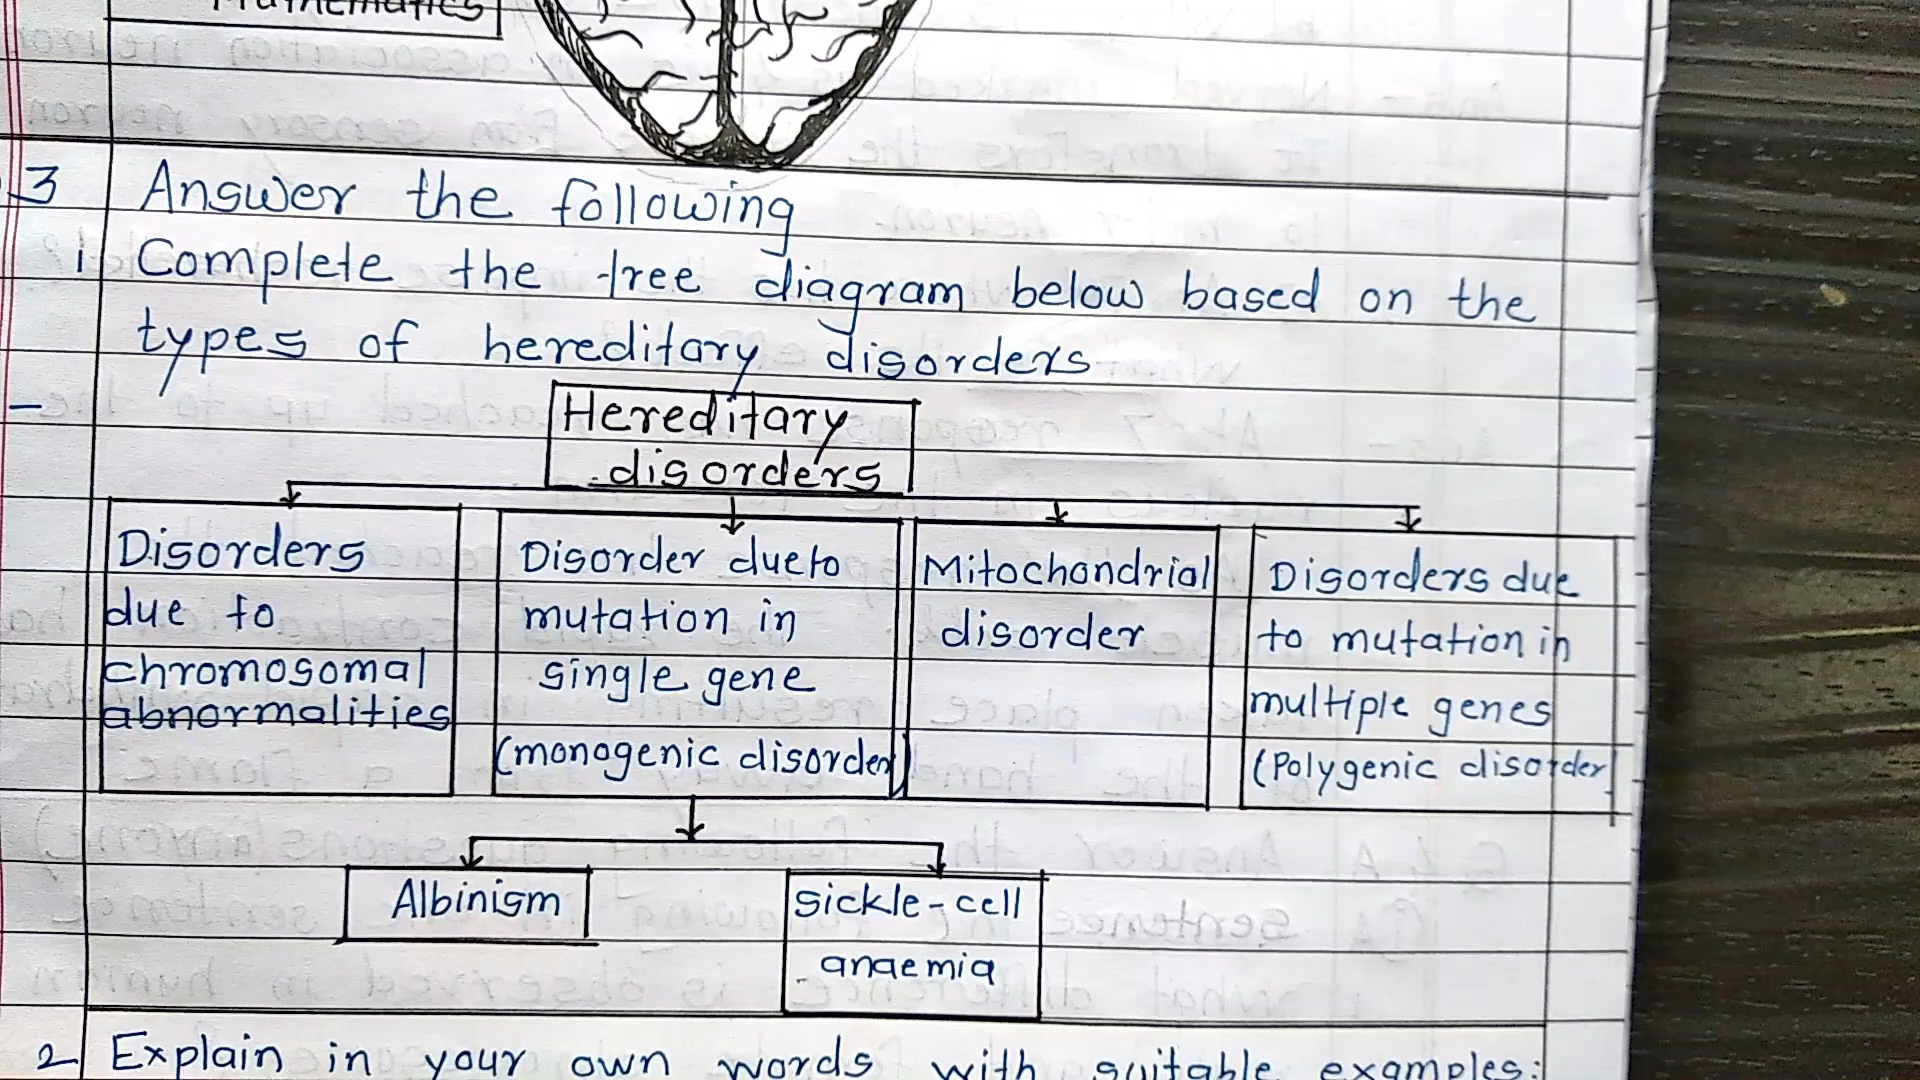 Mathematics
3 Answer the following
i Complete the tree diagram below based on the
types of hereditary disorders
- Hereditary
disorders
Disorders
due to
chromosomal
abnormalities
Disorder due to
mutation in
single gene
(monogenic disorder)
Mitochondrial
disorder
Disorders due
to mutation in
multiple genes
(Polygenic disorder
Albinism
Sickle-cell
anaemia
2 Explain in your own words with suitable examples: